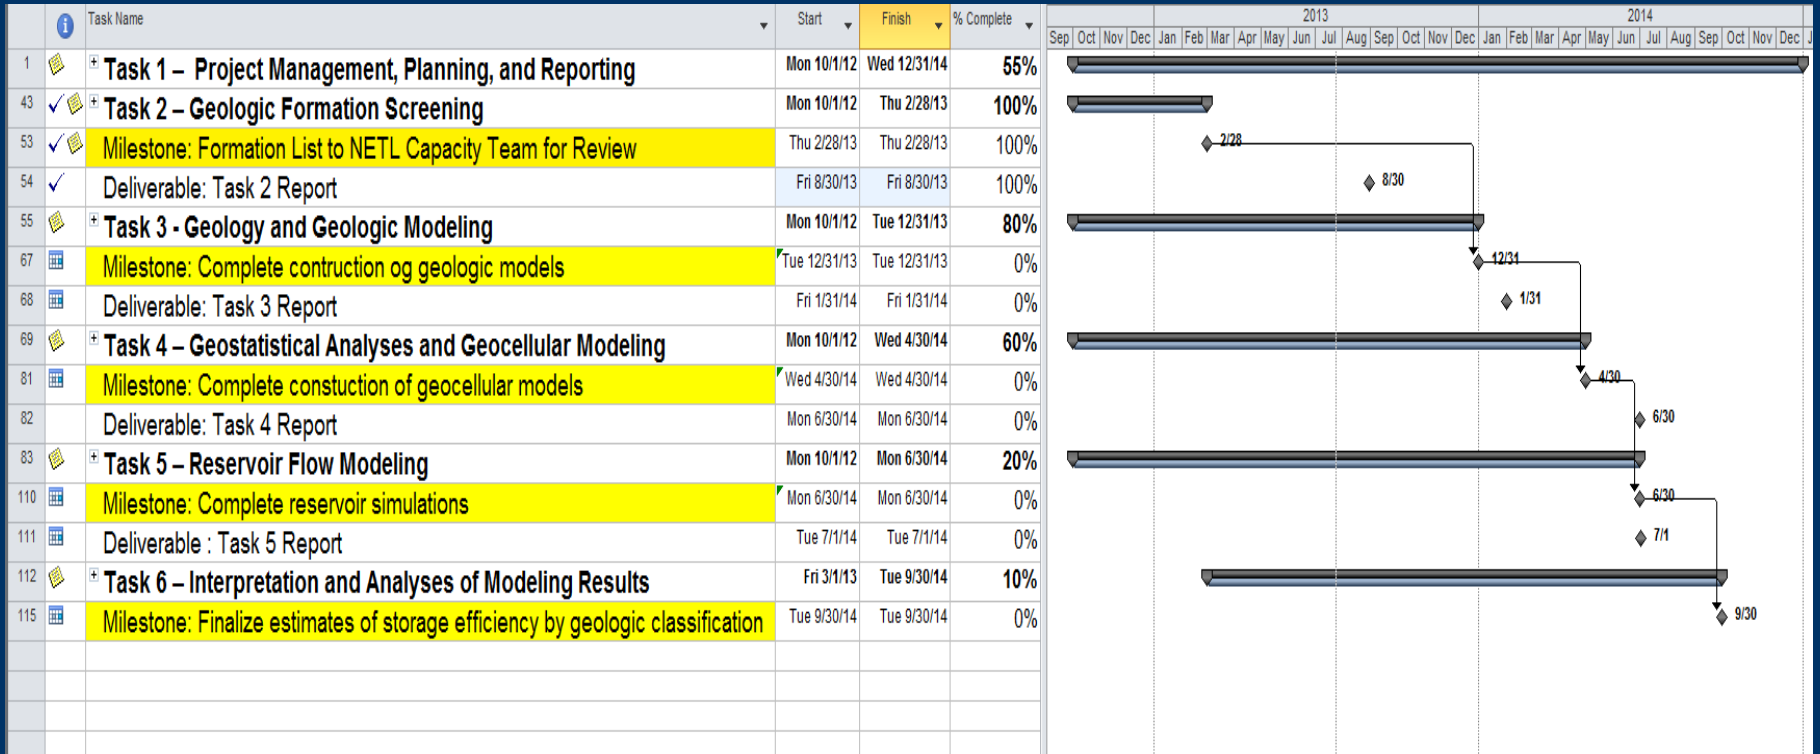 Task Name Start Finish % Complete
2013 2014
Sep Oct Nov Dec Jan Feb Mar Apr May Jun Jul Aug Sep Oct Nov Dec Jan Feb Mar Apr May Jun Jul Aug Sep Oct Nov Dec J
1 Task 1 – Project Management, Planning, and Reporting Mon 10/1/12 Wed 12/31/14 55%
43 Task 2 – Geologic Formation Screening Mon 10/1/12 Thu 2/28/13 100%
53 Milestone: Formation List to NETL Capacity Team for Review Thu 2/28/13 Thu 2/28/13 100% 2/28
54 Deliverable: Task 2 Report Fri 8/30/13 Fri 8/30/13 100% 8/30
55 Task 3 - Geology and Geologic Modeling Mon 10/1/12 Tue 12/31/13 80%
67 Milestone: Complete contruction og geologic models Tue 12/31/13 Tue 12/31/13 0% 12/31
68 Deliverable: Task 3 Report Fri 1/31/14 Fri 1/31/14 0% 1/31
69 Task 4 – Geostatistical Analyses and Geocellular Modeling Mon 10/1/12 Wed 4/30/14 60%
81 Milestone: Complete constuction of geocellular models Wed 4/30/14 Wed 4/30/14 0% 4/30
82 Deliverable: Task 4 Report Mon 6/30/14 Mon 6/30/14 0% 6/30
83 Task 5 – Reservoir Flow Modeling Mon 10/1/12 Mon 6/30/14 20%
110 Milestone: Complete reservoir simulations Mon 6/30/14 Mon 6/30/14 0% 6/30
111 Deliverable : Task 5 Report Tue 7/1/14 Tue 7/1/14 0% 7/1
112 Task 6 – Interpretation and Analyses of Modeling Results Fri 3/1/13 Tue 9/30/14 10%
115 Milestone: Finalize estimates of storage efficiency by geologic classification Tue 9/30/14 Tue 9/30/14 0% 9/30